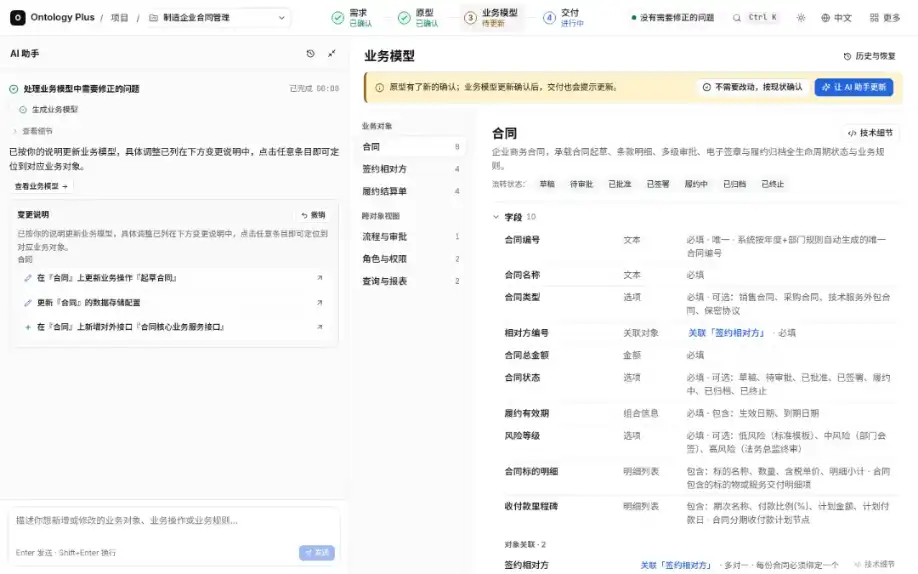 Ontology Plus / 项目 / 制造企业合同管理
需求 已确认
原型 已确认
3 业务模型 待更新
4 交付 进行中
没有需要修正的问题
Ctrl K
中文
更多
AI 助手
处理业务模型中需要修正的问题
已完成 00:00
生成业务模型
查看细节
已按你的说明更新业务模型，具体调整已列在下方变更说明中，点击任意条目即可定
位到对应业务对象。
查看业务模型 →
变更说明
撤销
已按你的说明更新业务模型，具体调整已列在下方变更说明中，点击任意条目即可定位到
对应业务对象。
合同
在『合同』上更新业务操作『起草合同』
更新『合同』的数据存储配置
+ 在『合同』上新增对外接口『合同核心业务服务接口』
描述你想新增或修改的业务对象、业务操作或业务规则...
Enter 发送 · Shift+Enter 换行
发送
业务模型
历史与恢复
原型有了新的确认；业务模型更新确认后，交付也会提示更新。
不需要改动，按现状确认
让 AI 助手更新
业务对象
合同
签约相对方 4
履约结算单 4
跨对象视图
流程与审批 1
角色与权限 2
查询与报表 2
合同
</> 技术细节
企业商务合同，承载合同起草、条款明细、多级审批、电子签章与履约归档全生命周期状态与业务规
则。
流转状态： 草稿 待审批 已批准 已签署 履约中 已归档 已终止
字段 10
合同编号 文本 必填 · 唯一 · 系统按年度+部门规则自动生成的唯一
合同编号
合同名称 文本 必填
合同类型 选项 必填 · 可选：销售合同、采购合同、技术服务外包合
同、保密协议
相对方编号 关联对象 关联「签约相对方」 · 必填
合同总金额 金额 必填
合同状态 选项 必填 · 可选：草稿、待审批、已批准、已签署、履约
中、已归档、已终止
履约有效期 组合信息 必填 · 包含：生效日期、到期日期
风险等级 选项 必填 · 可选：低风险（标准模板）、中风险（部门会
签）、高风险（法务总监终审）
合同标的明细 明细列表 包含：标的名称、数量、含税单价、明细小计 · 合同
包含的标的物或服务交付明细项
收付款里程碑 明细列表 包含：期次名称、付款比例(%)、计划金额、计划付
款日 · 合同分期收付款计划节点
对象关联 · 2
签约相对方 关联「签约相对方」 · 多对一 · 每份合同必须绑定一个
技术细节